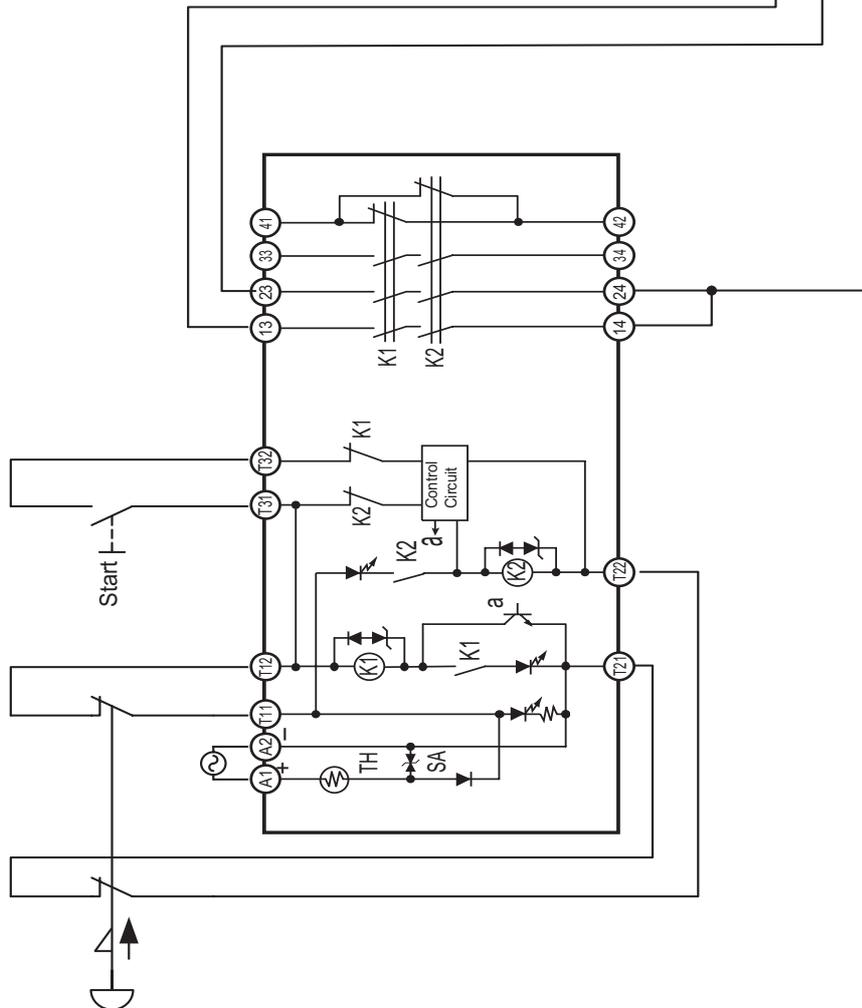 41
42
33
34
23
24
13
14
K1
K2
T32
K1
Control
Circuit
T31
K2
a
K2
Start
K2
T22
a
T12
K1
K1
T21
T11
A2
−
TH
SA
A1
+